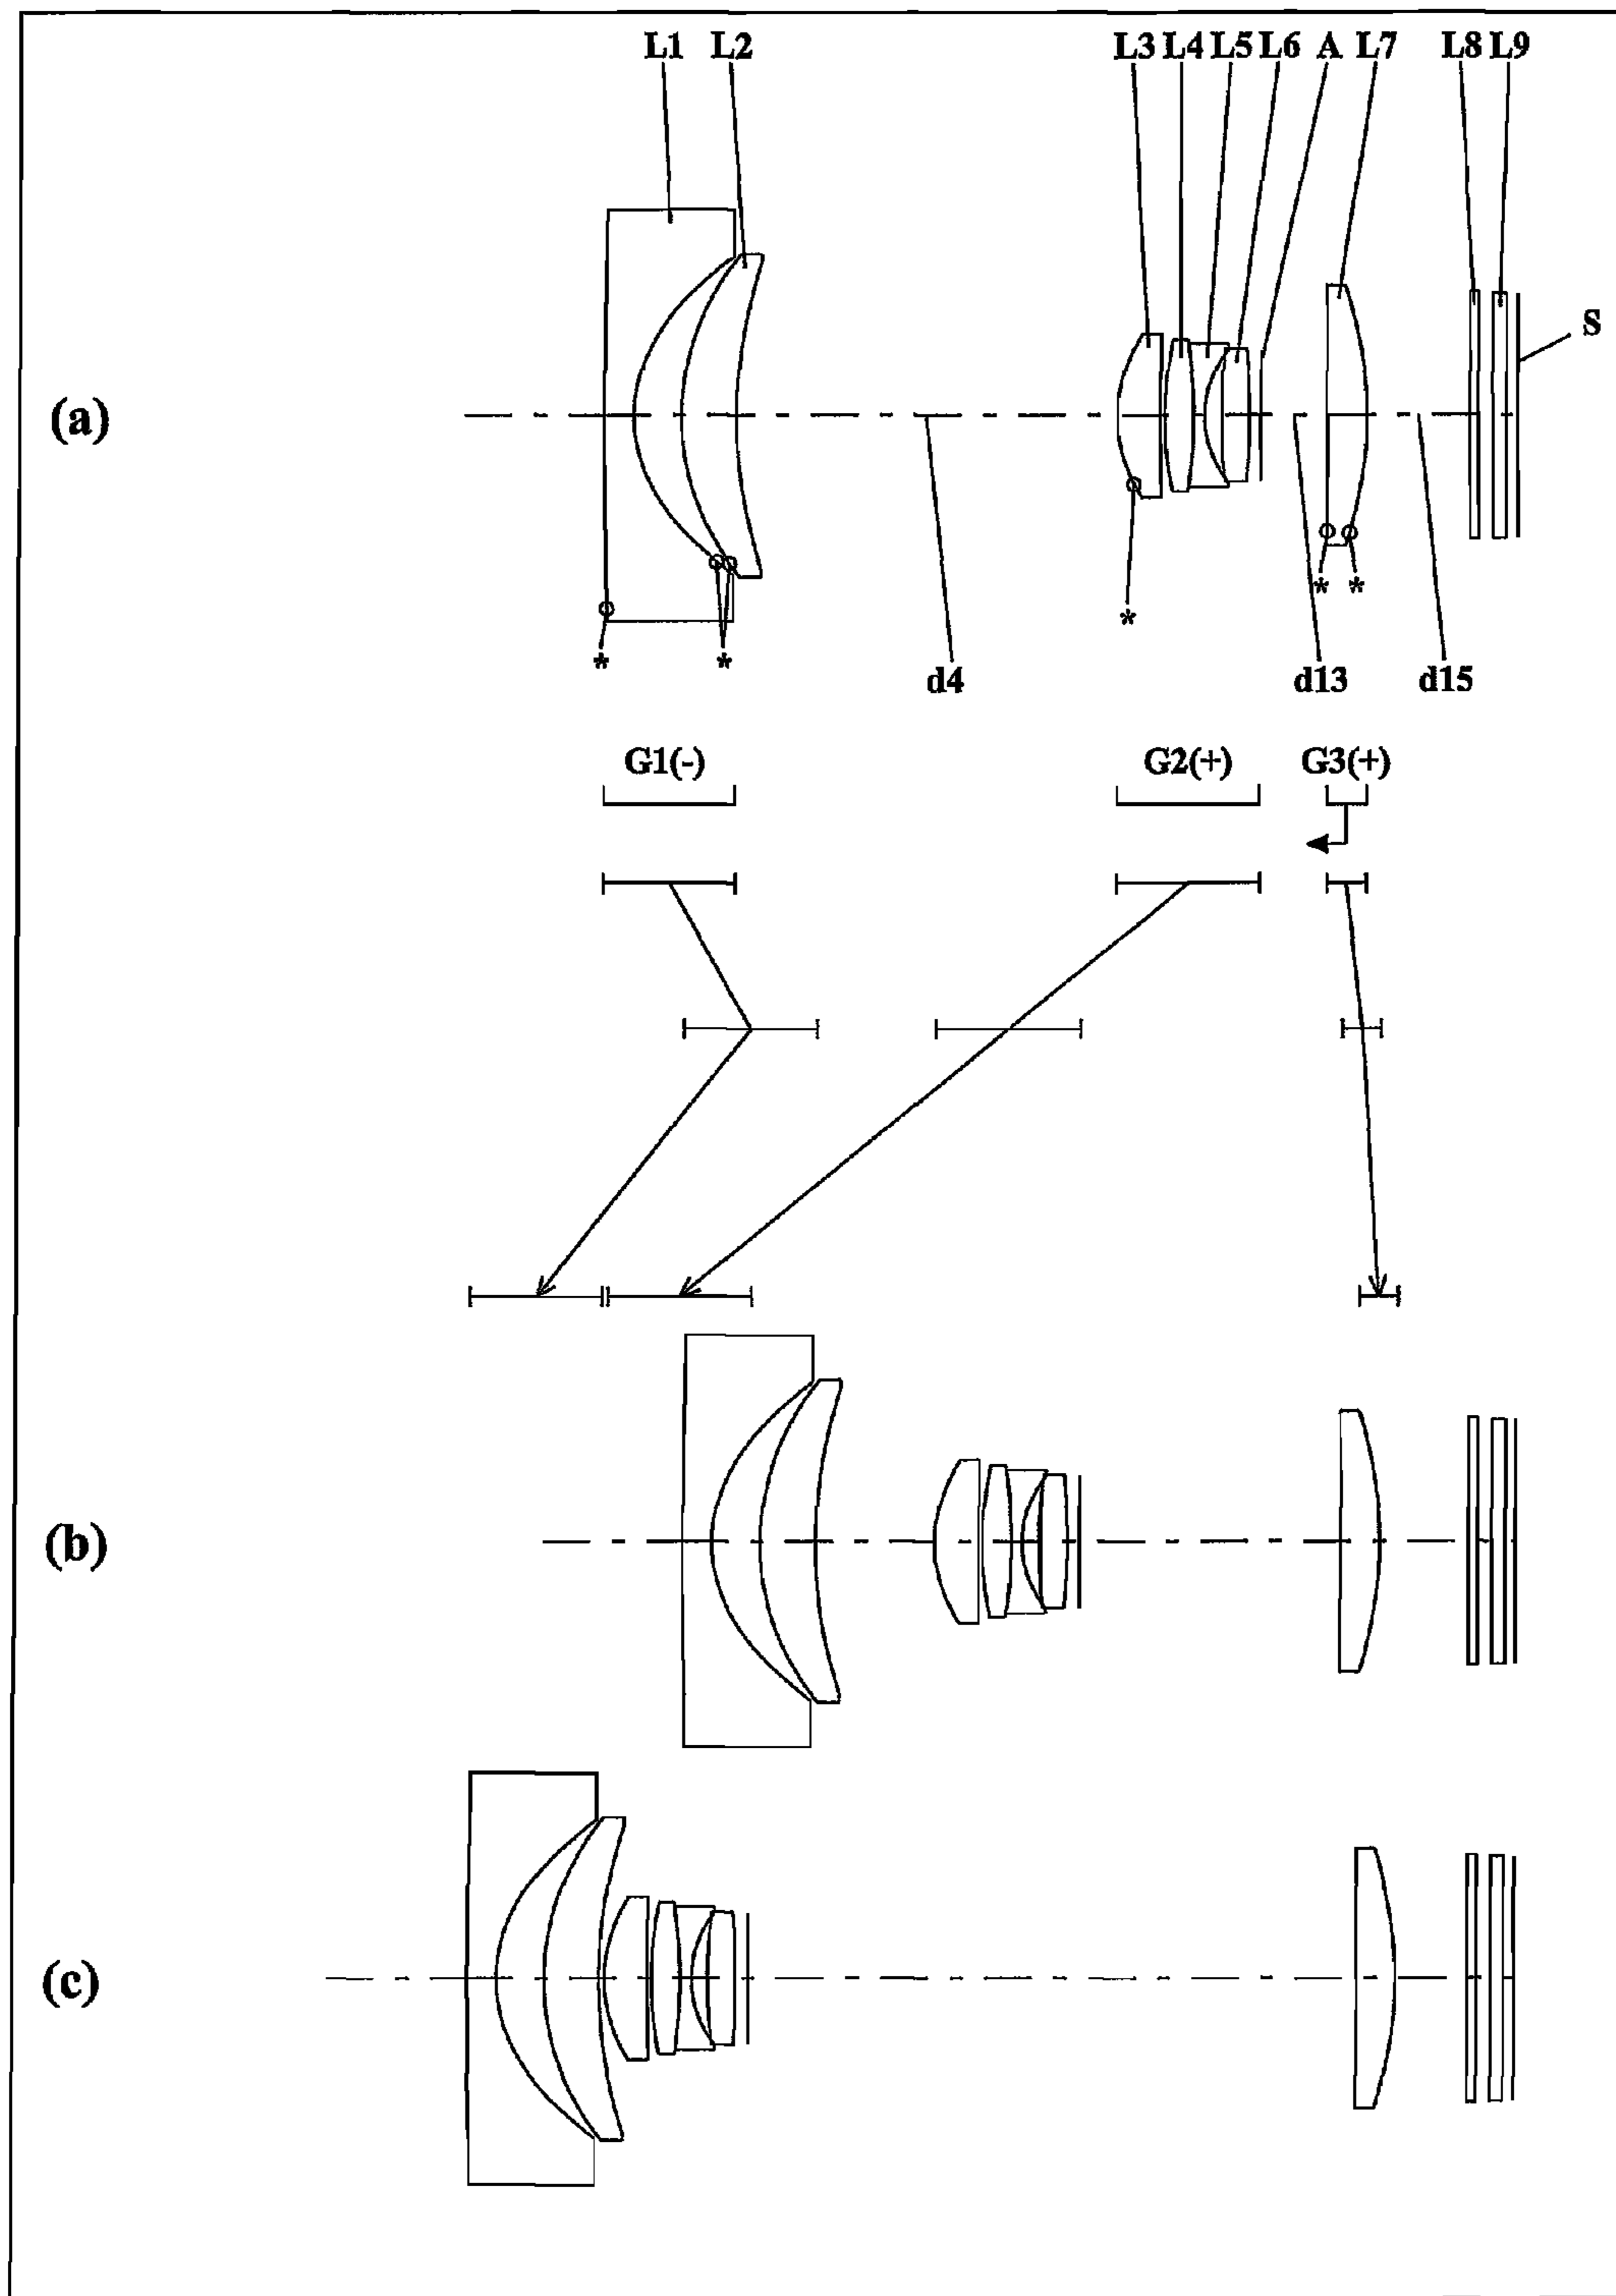 L1 L2 L3 L4 L5 L6 A L7 L8 L9
S
(a)
* * * * *
d4 d13 d15
G1(-) G2(+) G3(+)
(b)
(c)